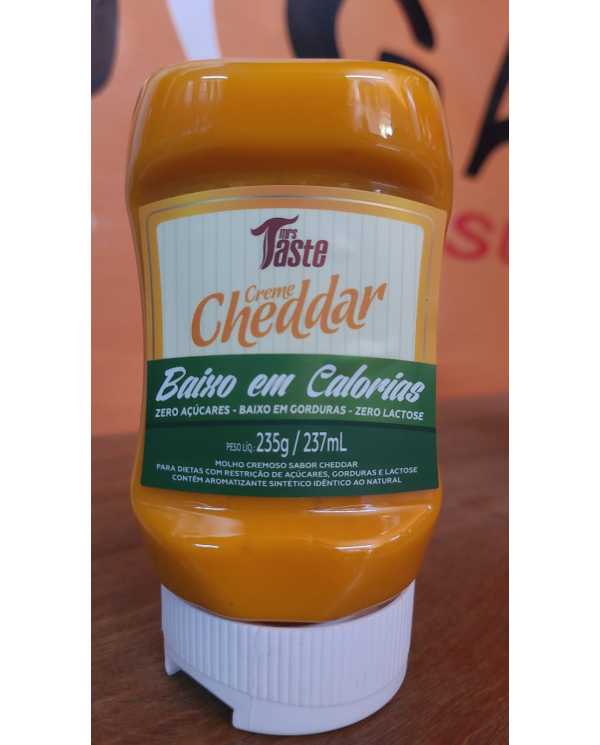 mrs
Taste
Creme
Cheddar
Baixo em Calorias
ZERO AÇÚCARES - BAIXO EM GORDURAS - ZERO LACTOSE
PESO LÍQ.: 235g / 237mL
MOLHO CREMOSO SABOR CHEDDAR
PARA DIETAS COM RESTRIÇÃO DE AÇÚCARES, GORDURAS E LACTOSE
CONTÉM AROMATIZANTE SINTÉTICO IDÊNTICO AO NATURAL